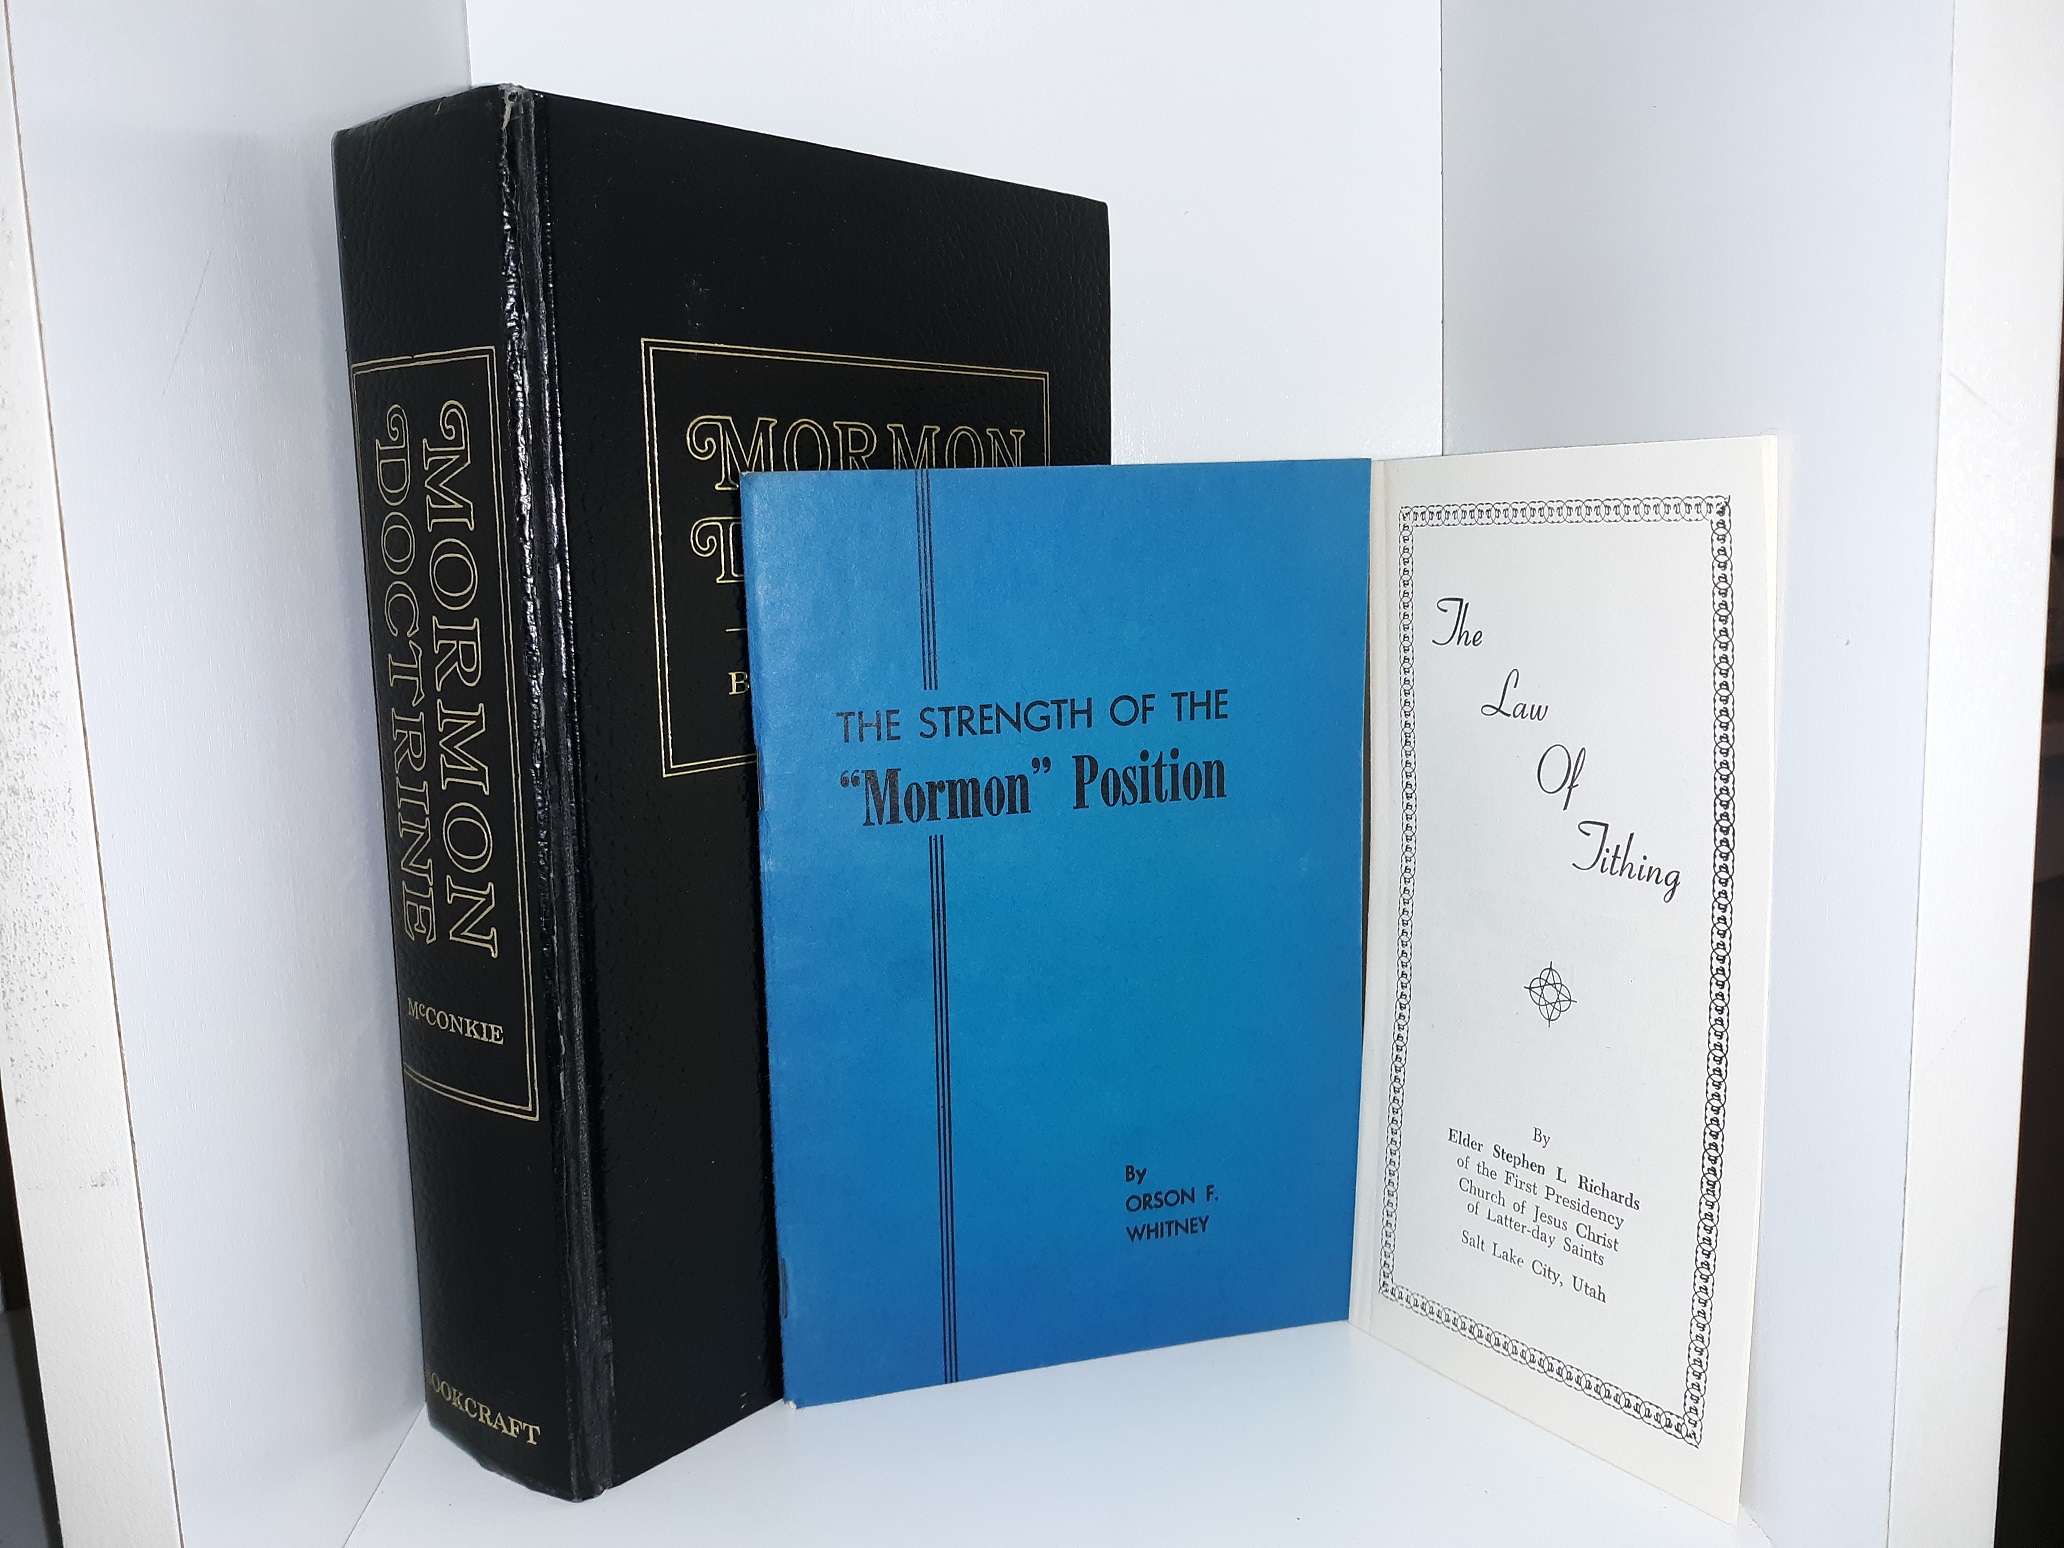 MORMON
DOCTRINE
McCONKIE
BOOKCRAFT
MORMON
THE STRENGTH OF THE
“Mormon” Position
By
ORSON F.
WHITNEY
The
Law
Of
Tithing
By
Elder Stephen L Richards
of the First Presidency
Church of Jesus Christ
of Latter-day Saints
Salt Lake City, Utah